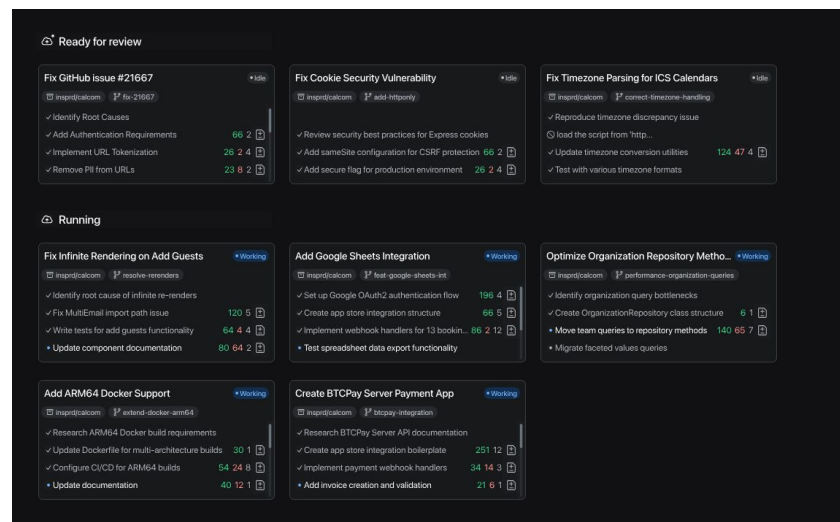 Ready for review
Fix GitHub issue #21667
Idle
insprd/calcom fix-21667
Identify Root Causes
Add Authentication Requirements 66 2
Implement URL Tokenization 26 2 4
Remove PII from URLs 23 8 2
Fix Cookie Security Vulnerability
Idle
insprd/calcom add-httponly
Review security best practices for Express cookies
Add sameSite configuration for CSRF protection 66 2
Add secure flag for production environment 26 2 4
Fix Timezone Parsing for ICS Calendars
Idle
insprd/calcom correct-timezone-handling
Reproduce timezone discrepancy issue
load the script from 'http...
Update timezone conversion utilities 124 47 4
Test with various timezone formats
Running
Fix Infinite Rendering on Add Guests
Working
insprd/calcom resolve-rerenders
Identify root cause of infinite re-renders
Fix MultiEmail import path issue 120 5
Write tests for add guests functionality 64 4 4
Update component documentation 80 64 2
Add Google Sheets Integration
Working
insprd/calcom feat-google-sheets-int
Set up Google OAuth2 authentication flow 196 4
Create app store integration structure 66 5
Implement webhook handlers for 13 bookin... 86 2 12
Test spreadsheet data export functionality
Optimize Organization Repository Metho...
Working
insprd/calcom performance-organization-queries
Identify organization query bottlenecks
Create OrganizationRepository class structure 6 1
Move team queries to repository methods 140 65 7
Migrate faceted values queries
Add ARM64 Docker Support
Working
insprd/calcom extend-docker-arm64
Research ARM64 Docker build requirements
Update Dockerfile for multi-architecture builds 30 1
Configure CI/CD for ARM64 builds 54 24 8
Update documentation 40 12 1
Create BTCPay Server Payment App
Working
insprd/calcom btcpay-integration
Research BTCPay Server API documentation
Create app store integration boilerplate 251 12
Implement payment webhook handlers 34 14 3
Add invoice creation and validation 21 6 1